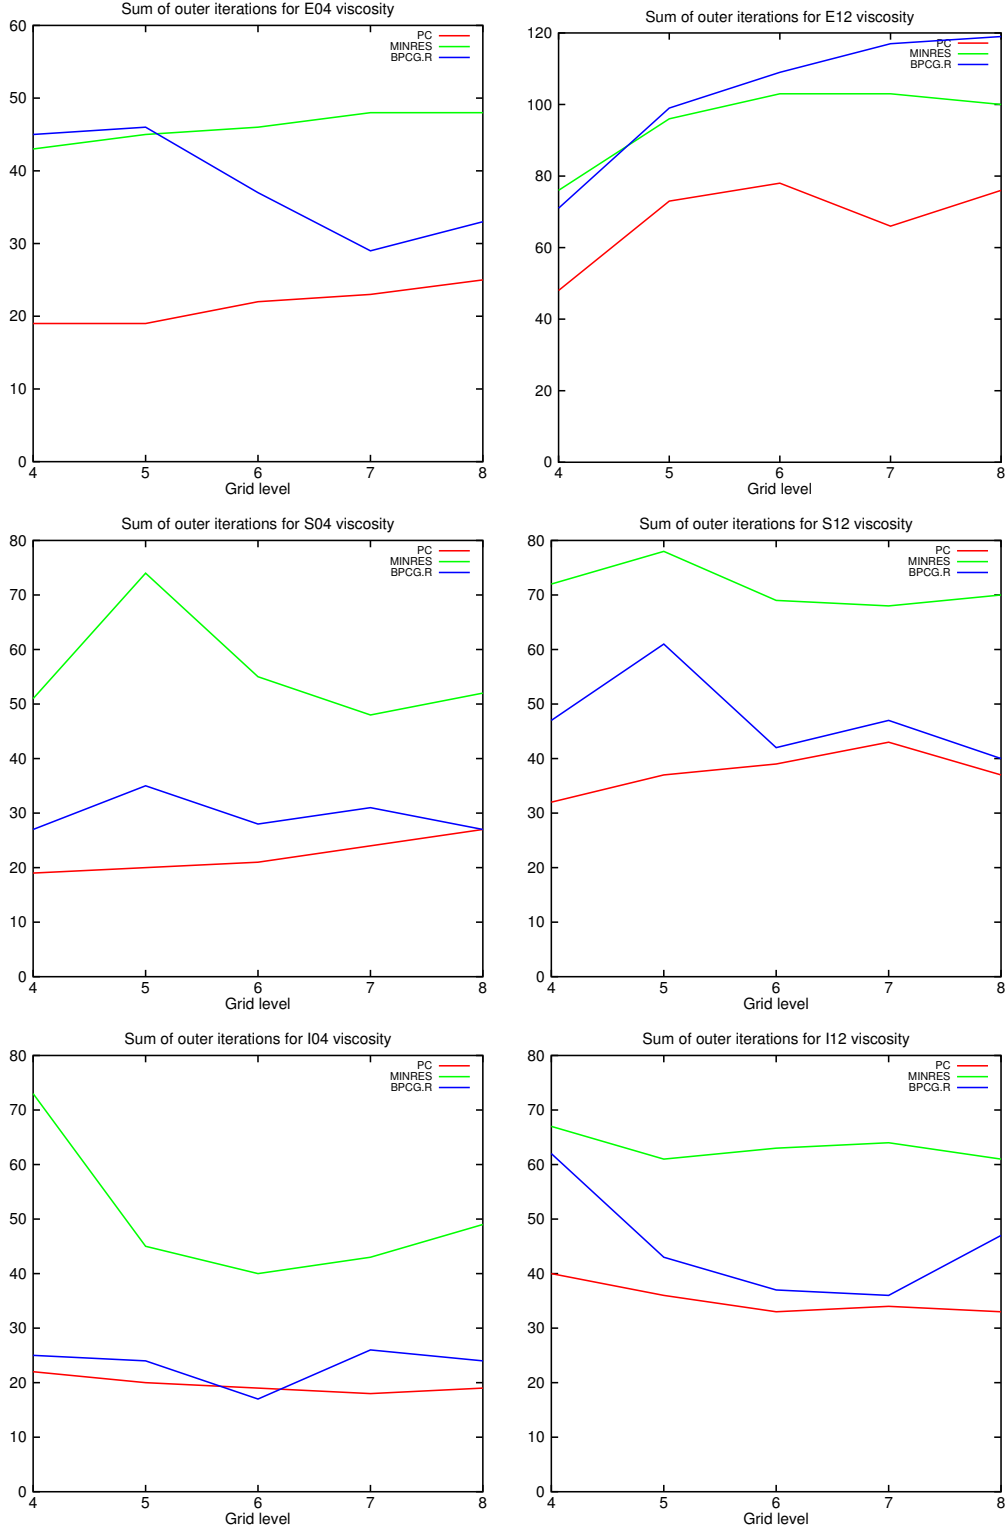 Sum of outer iterations for E04 viscosity
PC
MINRES
BPCG.R
60
50
40
30
20
10
0
4 5 6 7 8
Grid level
Sum of outer iterations for E12 viscosity
PC
MINRES
BPCG.R
120
100
80
60
40
20
0
4 5 6 7 8
Grid level
Sum of outer iterations for S04 viscosity
PC
MINRES
BPCG.R
80
70
60
50
40
30
20
10
0
4 5 6 7 8
Grid level
Sum of outer iterations for S12 viscosity
PC
MINRES
BPCG.R
80
70
60
50
40
30
20
10
0
4 5 6 7 8
Grid level
Sum of outer iterations for I04 viscosity
PC
MINRES
BPCG.R
80
70
60
50
40
30
20
10
0
4 5 6 7 8
Grid level
Sum of outer iterations for I12 viscosity
PC
MINRES
BPCG.R
80
70
60
50
40
30
20
10
0
4 5 6 7 8
Grid level